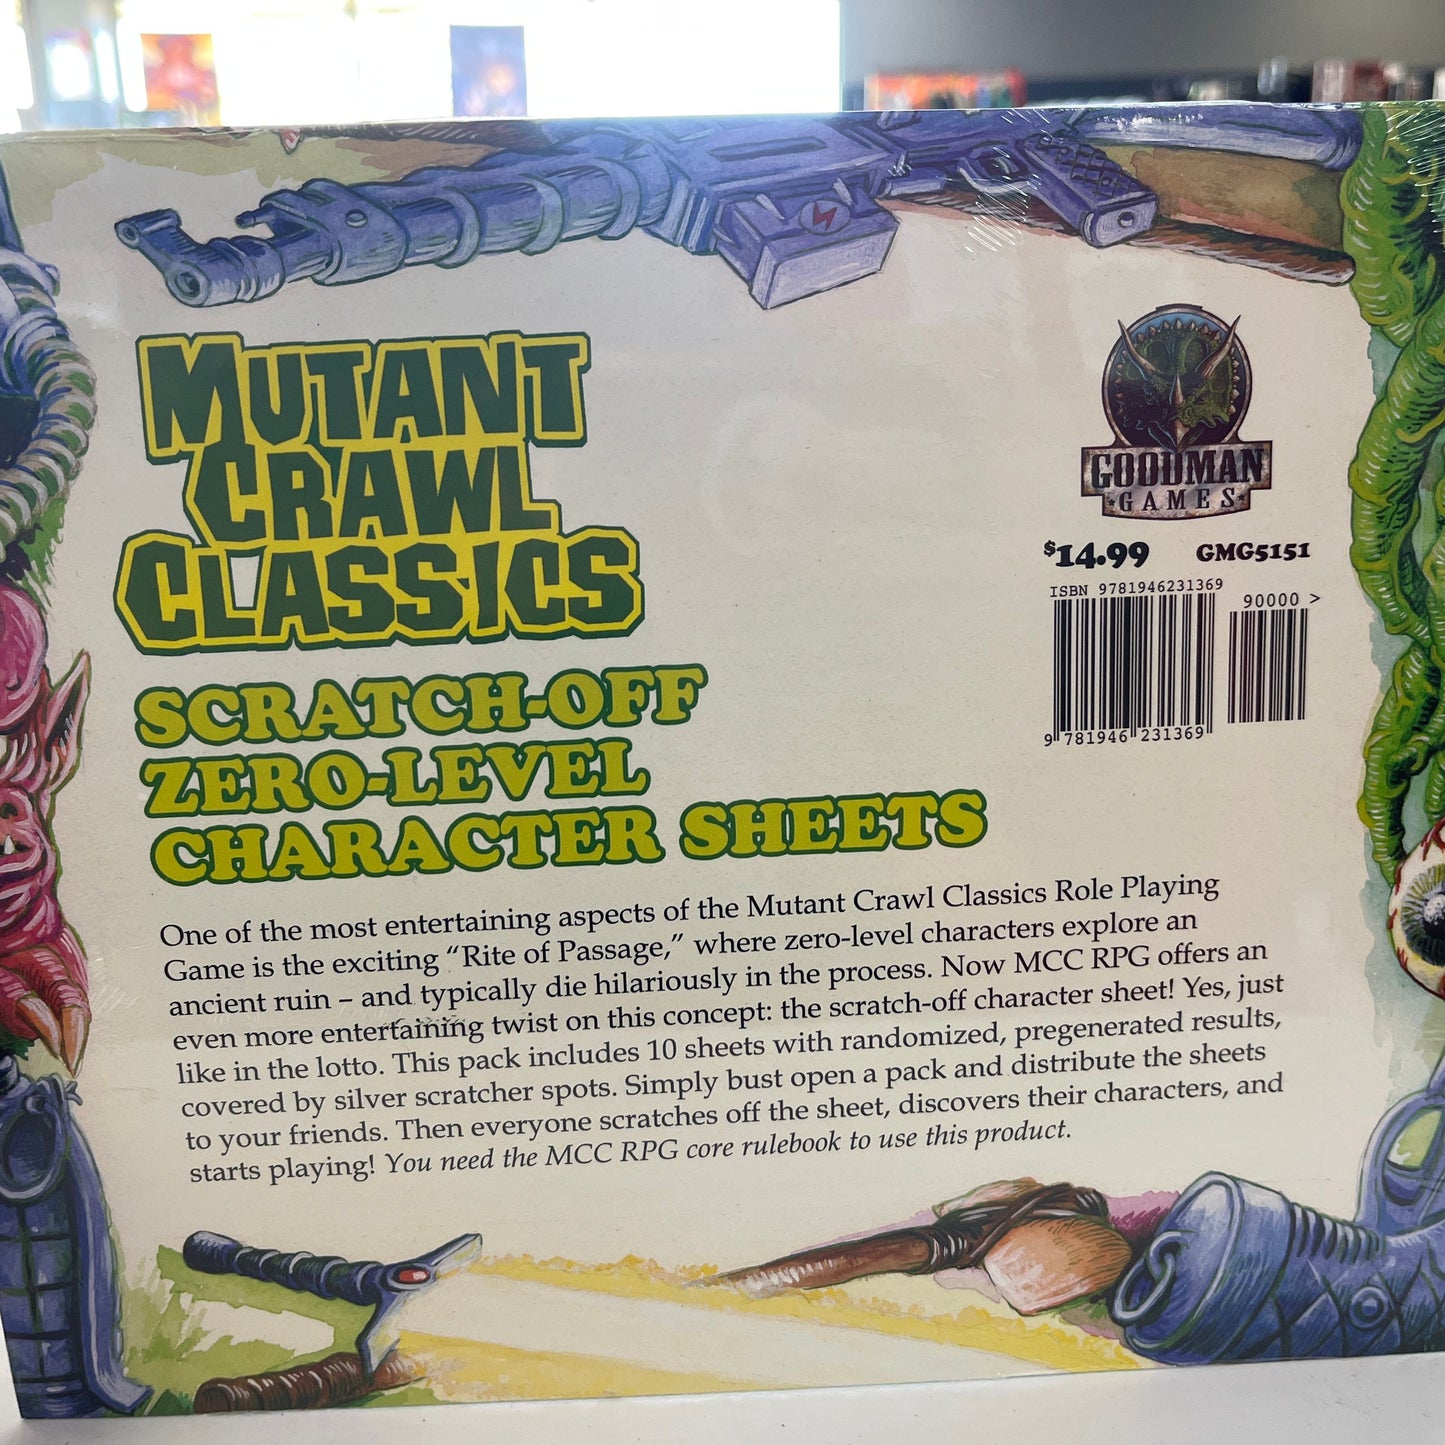 MUTANT
CRAWL
CLASSICS
GOODMAN
GAMES
$14.99 GMG5151
ISBN 9781946231369
90000 >
9 781946 231369
SCRATCH-OFF
ZERO-LEVEL
CHARACTER SHEETS
One of the most entertaining aspects of the Mutant Crawl Classics Role Playing
Game is the exciting “Rite of Passage,” where zero-level characters explore an
ancient ruin – and typically die hilariously in the process. Now MCC RPG offers an
even more entertaining twist on this concept: the scratch-off character sheet! Yes, just
like in the lotto. This pack includes 10 sheets with randomized, pregenerated results,
covered by silver scratcher spots. Simply bust open a pack and distribute the sheets
to your friends. Then everyone scratches off the sheet, discovers their characters, and
starts playing! You need the MCC RPG core rulebook to use this product.